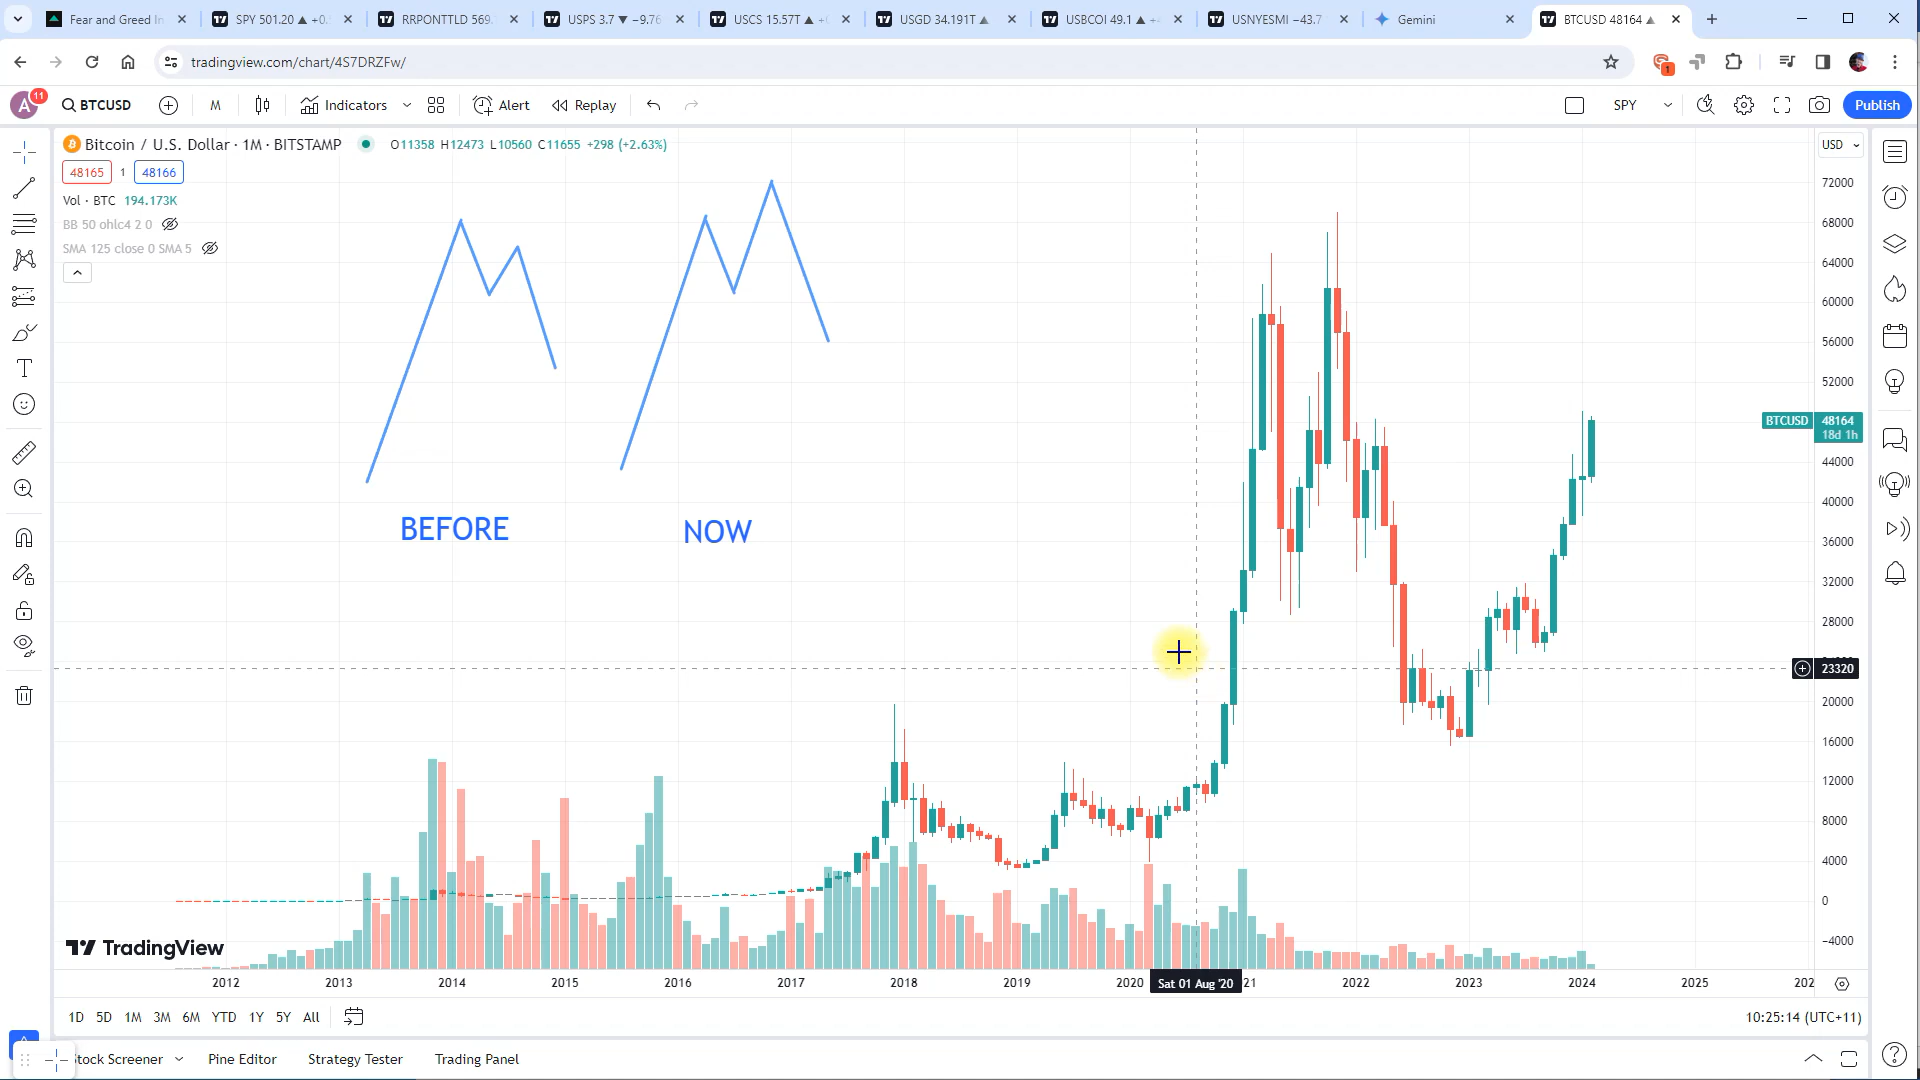 Fear and Greed In
SPY 501.20 ▲ +0.
RRPONTTLD 569.
USPS 3.7 ▼ −9.76
USCS 15.57T ▲ +
USGD 34.191T ▲
USBCOI 49.1 ▲ +
USNYESMI −43.7
Gemini
BTCUSD 48164 ▲
tradingview.com/chart/4S7DRZFw/
1
A
11
BTCUSD
M
Indicators
Alert
Replay
SPY
Publish
Bitcoin / U.S. Dollar · 1M · BITSTAMP
O11358 H12473 L10560 C11655 +298 (+2.63%)
USD
48165 1 48166
Vol · BTC 194.173K
BB 50 ohlc4 2 0
SMA 125 close 0 SMA 5
72000
68000
64000
60000
56000
52000
BTCUSD 48164
18d 1h
44000
40000
36000
32000
28000
23320
20000
16000
12000
8000
4000
0
−4000
BEFORE
NOW
TradingView
2012 2013 2014 2015 2016 2017 2018 2019 2020 Sat 01 Aug '20 21 2022 2023 2024 2025 202
1D 5D 1M 3M 6M YTD 1Y 5Y All
10:25:14 (UTC+11)
tock Screener
Pine Editor
Strategy Tester
Trading Panel